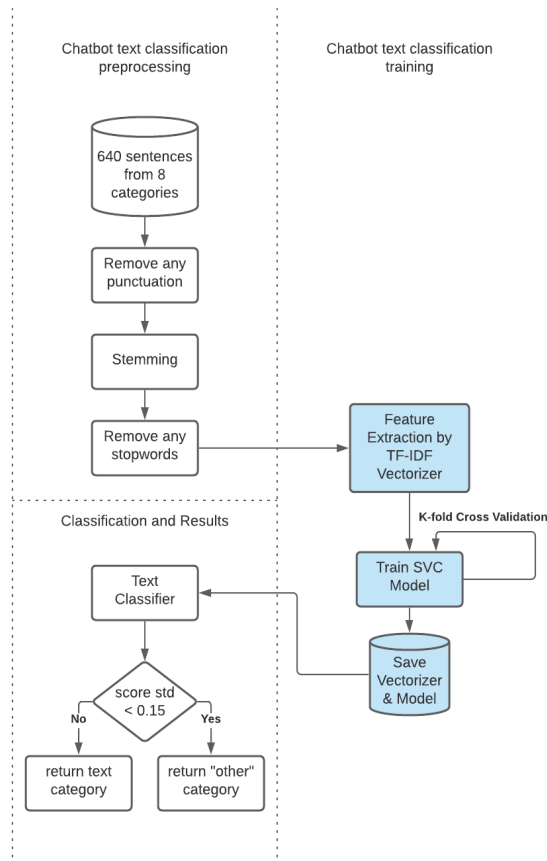 Chatbot text classification
preprocessing
640 sentences
from 8
categories
Remove any
punctuation
Stemming
Remove any
stopwords
Chatbot text classification
training
Feature
Extraction by
TF-IDF
Vectorizer
K-fold Cross Validation
Train SVC
Model
Save
Vectorizer
& Model
Classification and Results
Text
Classifier
score std
< 0.15
No
Yes
return text
category
return "other"
category